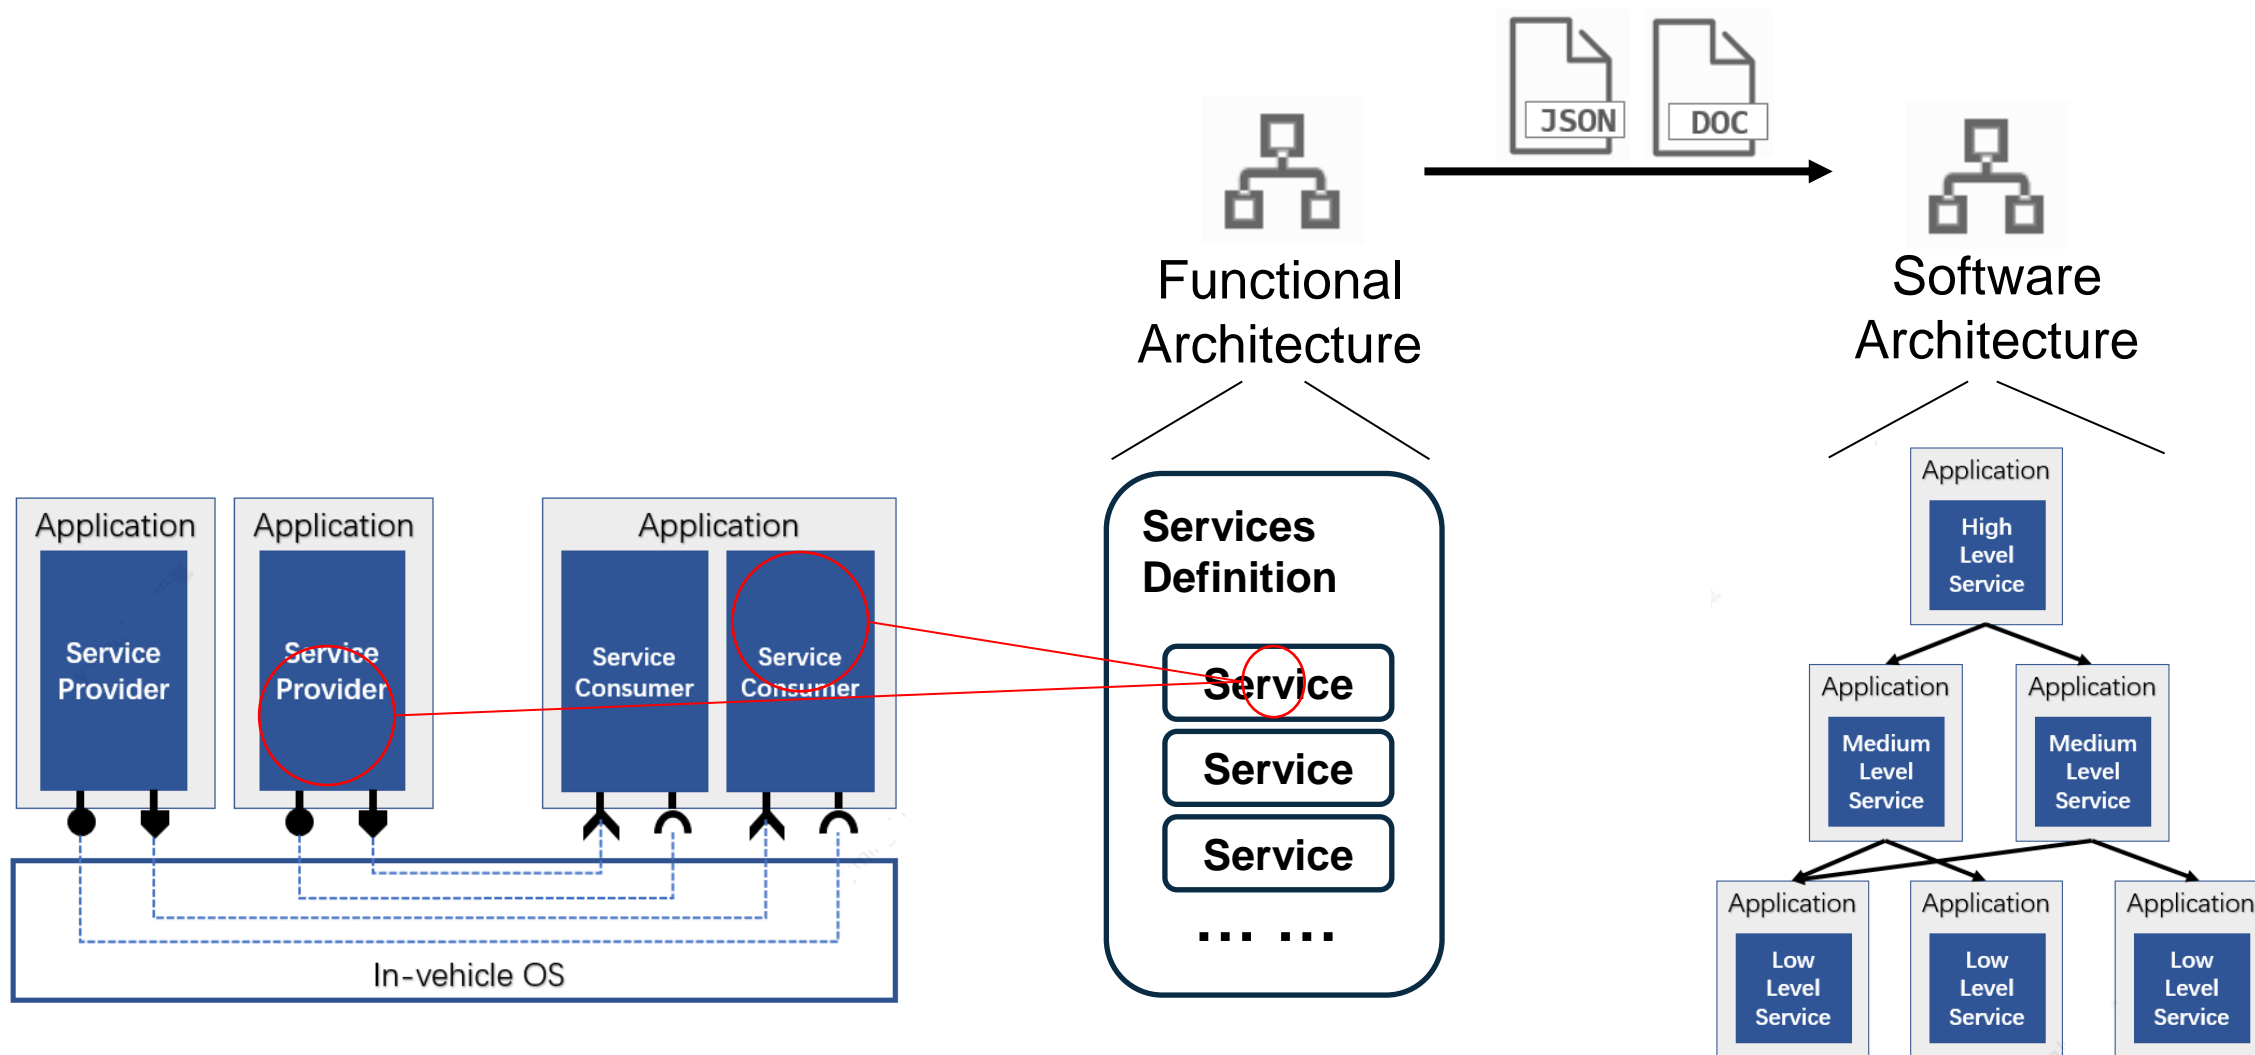 JSON
DOC
Functional
Architecture
Software
Architecture
Application
Service
Provider
Application
Service
Provider
Application
Service
Consumer
Service
Consumer
In-vehicle OS
Services
Definition
Service
Service
Service
... ...
Application
High
Level
Service
Application
Medium
Level
Service
Application
Medium
Level
Service
Application
Low
Level
Service
Application
Low
Level
Service
Application
Low
Level
Service